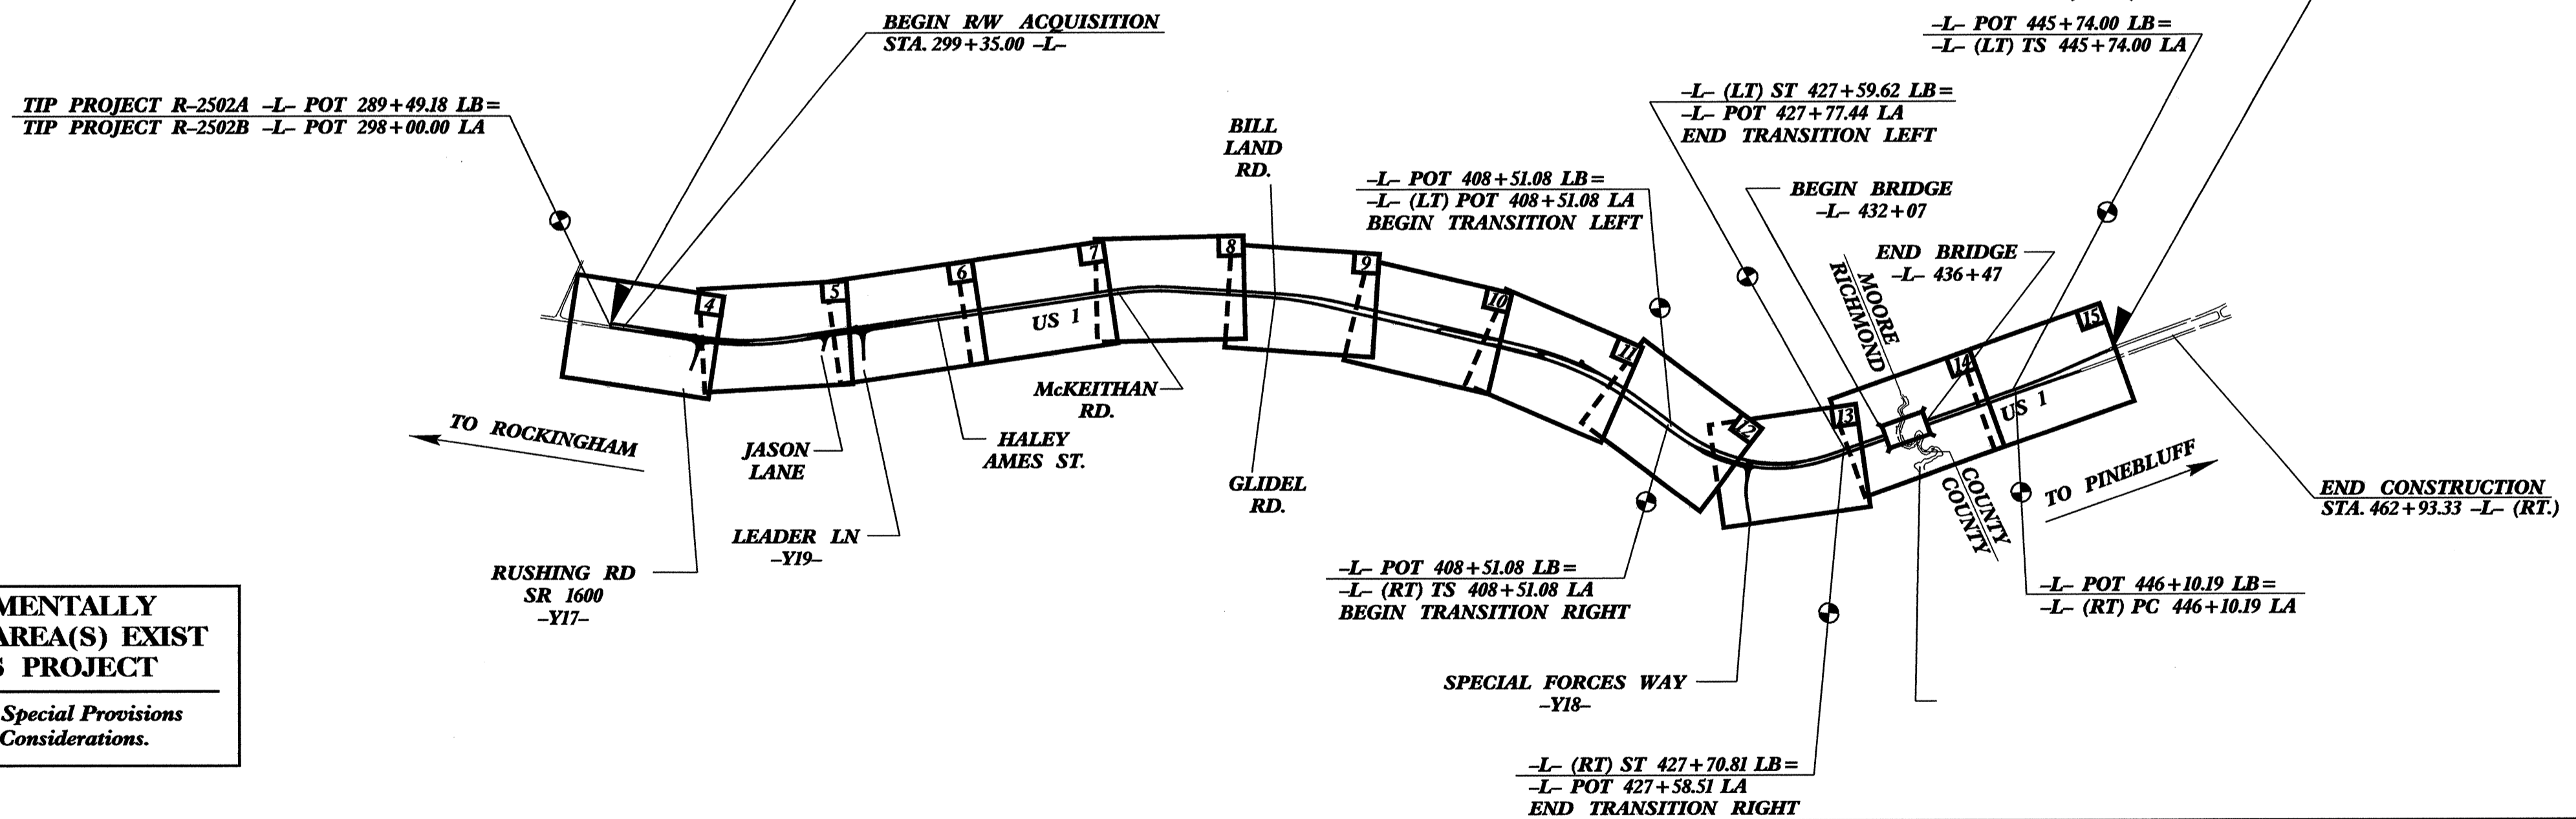 BEGIN R/W ACQUISITION
STA. 299+35.00 -L-
-L- POT 445+74.00 LB=
-L- (LT) TS 445+74.00 LA
TIP PROJECT R-2502A -L- POT 289+49.18 LB=
TIP PROJECT R-2502B -L- POT 298+00.00 LA
-L- (LT) ST 427+59.62 LB=
-L- POT 427+77.44 LA
END TRANSITION LEFT
BILL
LAND
RD.
-L- POT 408+51.08 LB=
-L- (LT) POT 408+51.08 LA
BEGIN TRANSITION LEFT
BEGIN BRIDGE
-L- 432+07
END BRIDGE
-L- 436+47
MOORE
RICHMOND
4
5
6
7
8
9
10
11
12
13
14
15
US 1
US 1
McKEITHAN
RD.
TO ROCKINGHAM
JASON
LANE
HALEY
AMES ST.
GLIDEL
RD.
COUNTY
COUNTY
TO PINEBLUFF
END CONSTRUCTION
STA. 462+93.33 -L- (RT.)
LEADER LN
-Y19-
RUSHING RD
SR 1600
-Y17-
-L- POT 408+51.08 LB=
-L- (RT) TS 408+51.08 LA
BEGIN TRANSITION RIGHT
-L- POT 446+10.19 LB=
-L- (RT) PC 446+10.19 LA
MENTALLY
AREA(S) EXIST
S PROJECT
Special Provisions
Considerations.
SPECIAL FORCES WAY
-Y18-
-L- (RT) ST 427+70.81 LB=
-L- POT 427+58.51 LA
END TRANSITION RIGHT